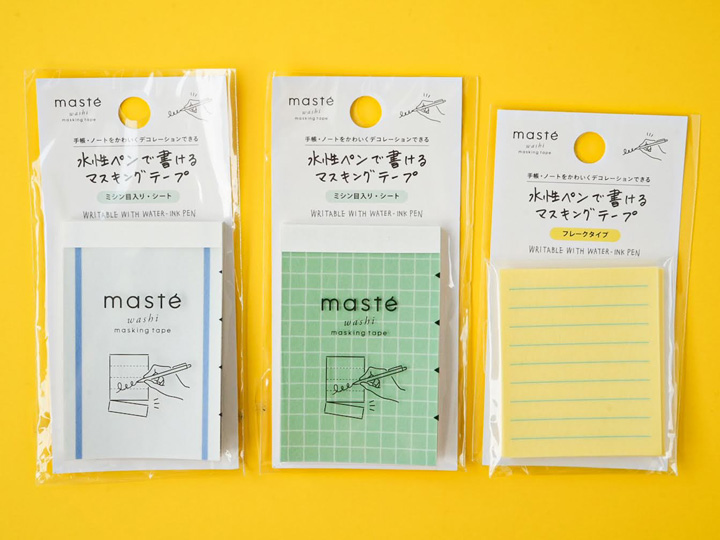 masté
washi
masking tape
手帳・ノートをかわいくデコレーションできる
水性ペンで書ける
マスキングテープ
ミシン目入り・シート
WRITABLE WITH WATER-INK PEN
masté
washi
masking tape
masté
washi
masking tape
手帳・ノートをかわいくデコレーションできる
水性ペンで書ける
マスキングテープ
ミシン目入り・シート
WRITABLE WITH WATER-INK PEN
masté
washi
masking tape
masté
washi
masking tape
手帳・ノートをかわいくデコレーションできる
水性ペンで書ける
マスキングテープ
フレークタイプ
WRITABLE WITH WATER-INK PEN